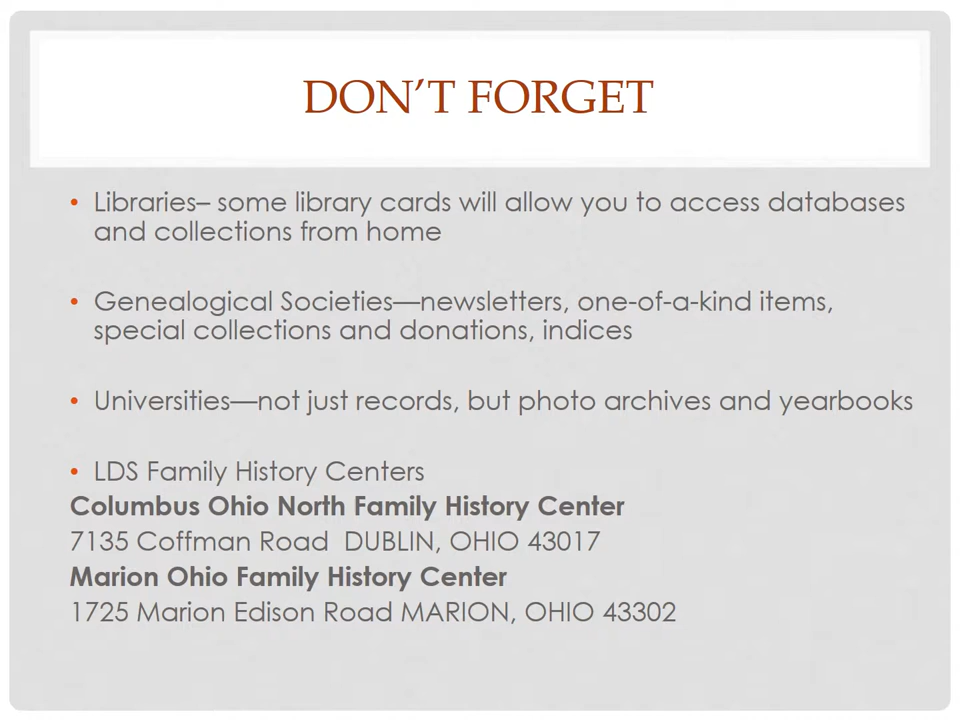 DON’T FORGET
• Libraries– some library cards will allow you to access databases
and collections from home
• Genealogical Societies—newsletters, one-of-a-kind items,
special collections and donations, indices
• Universities—not just records, but photo archives and yearbooks
• LDS Family History Centers
Columbus Ohio North Family History Center
7135 Coffman Road  DUBLIN, OHIO 43017
Marion Ohio Family History Center
1725 Marion Edison Road MARION, OHIO 43302